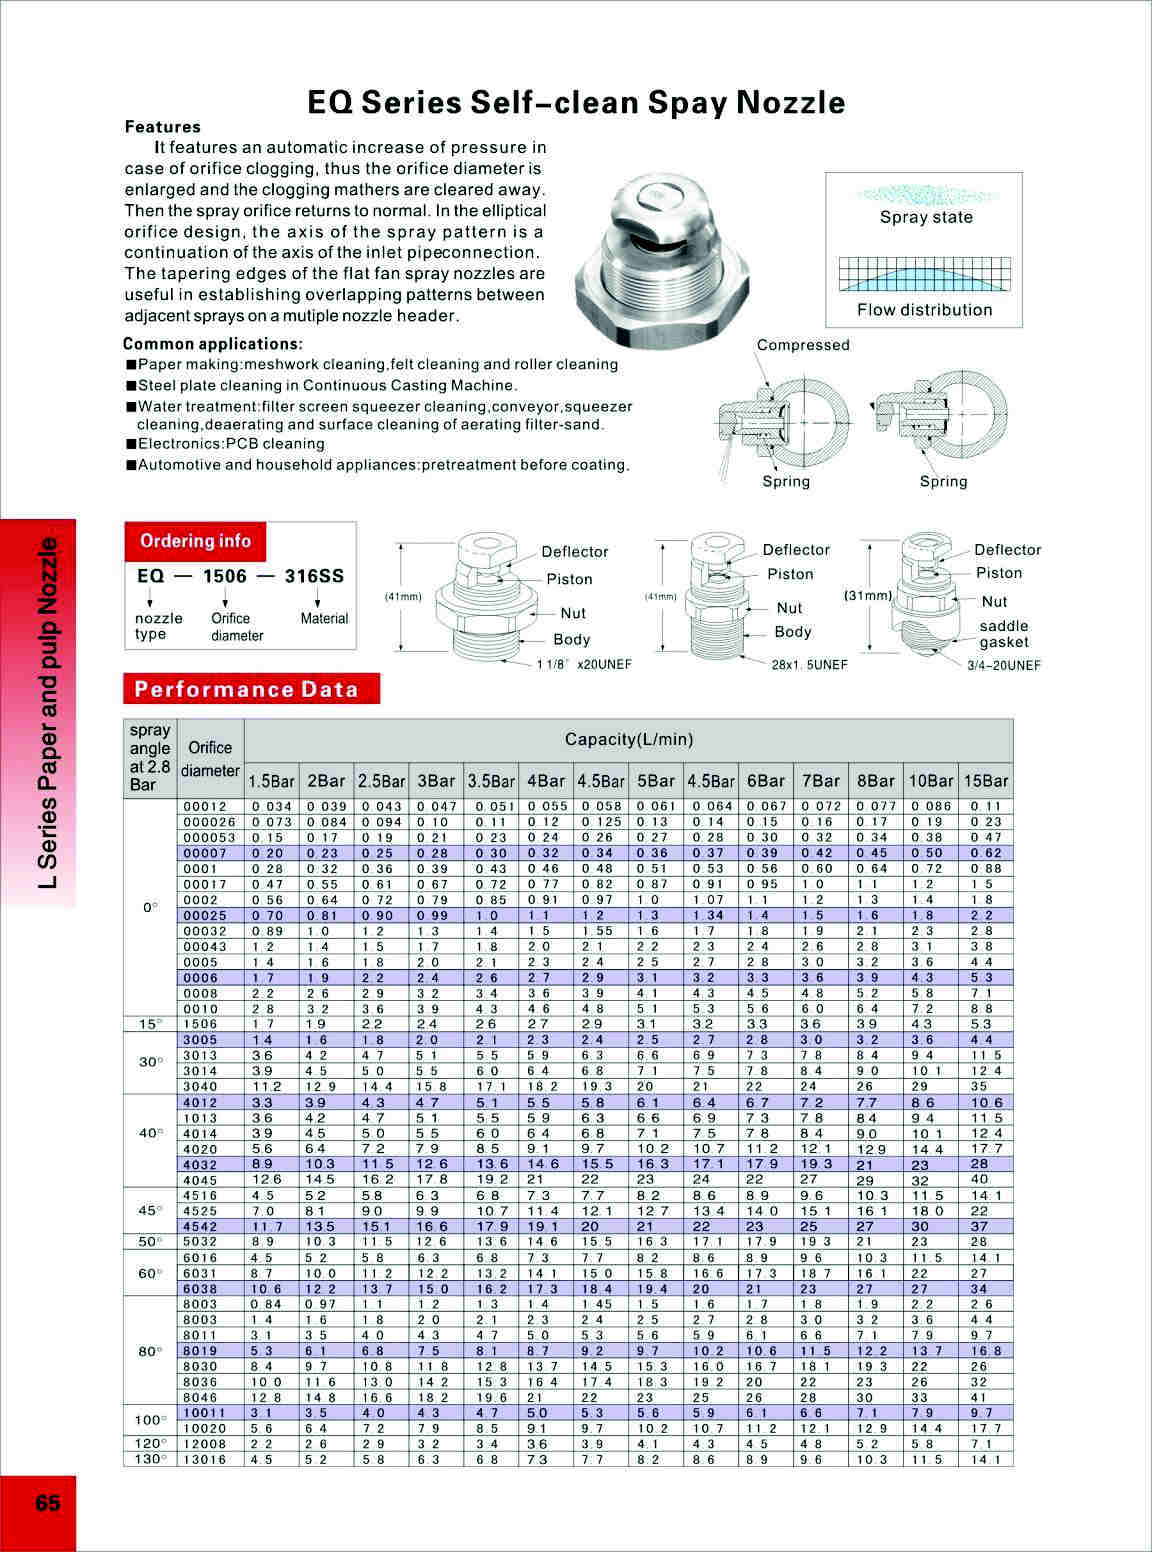 EQ Series Self-clean Spay Nozzle
Features
It features an automatic increase of pressure in
case of orifice clogging, thus the orifice diameter is
enlarged and the clogging mathers are cleared away.
Then the spray orifice returns to normal. In the elliptical
orifice design, the axis of the spray pattern is a
continuation of the axis of the inlet pipeconnection.
The tapering edges of the flat fan spray nozzles are
useful in establishing overlapping patterns between
adjacent sprays on a mutiple nozzle header.
Spray state
Flow distribution
Common applications:
■Paper making:meshwork cleaning,felt cleaning and roller cleaning
■Steel plate cleaning in Continuous Casting Machine.
■Water treatment:filter screen squeezer cleaning,conveyor,squeezer
cleaning,deaerating and surface cleaning of aerating filter-sand.
■Electronics:PCB cleaning
■Automotive and household appliances:pretreatment before coating.
Compressed
Spring Spring
L Series Paper and pulp Nozzle
Ordering info
EQ — 1506 — 316SS
nozzle type
Orifice diameter
Material
(41mm)
Deflector
Piston
Nut
Body
1 1/8" x20UNEF
(41mm)
Deflector
Piston
Nut
Body
28x1.5UNEF
(31mm)
Deflector
Piston
Nut
saddle
gasket
3/4-20UNEF
Performance Data
spray angle at 2.8 Bar Orifice diameter Capacity(L/min)
1.5Bar 2Bar 2.5Bar 3Bar 3.5Bar 4Bar 4.5Bar 5Bar 4.5Bar 6Bar 7Bar 8Bar 10Bar 15Bar
0°
00012 0.034 0.039 0.043 0.047 0.051 0.055 0.058 0.061 0.064 0.067 0.072 0.077 0.086 0.11
000026 0.073 0.084 0.094 0.10 0.11 0.12 0.125 0.13 0.14 0.15 0.16 0.17 0.19 0.23
000053 0.15 0.17 0.19 0.21 0.23 0.24 0.26 0.27 0.28 0.30 0.32 0.34 0.38 0.47
00007 0.20 0.23 0.25 0.28 0.30 0.32 0.34 0.36 0.37 0.39 0.42 0.45 0.50 0.62
0001 0.28 0.32 0.36 0.39 0.43 0.46 0.48 0.51 0.53 0.56 0.60 0.64 0.72 0.88
00017 0.47 0.55 0.61 0.67 0.72 0.77 0.82 0.87 0.91 0.95 1.0 1.1 1.2 1.5
0002 0.56 0.64 0.72 0.79 0.85 0.91 0.97 1.0 1.07 1.1 1.2 1.3 1.4 1.8
00025 0.70 0.81 0.90 0.99 1.0 1.1 1.2 1.3 1.34 1.4 1.5 1.6 1.8 2.2
00032 0.89 1.0 1.2 1.3 1.4 1.5 1.55 1.6 1.7 1.8 1.9 2.1 2.3 2.8
00043 1.2 1.4 1.5 1.7 1.8 2.0 2.1 2.2 2.3 2.4 2.6 2.8 3.1 3.8
0005 1.4 1.6 1.8 2.0 2.1 2.3 2.4 2.5 2.7 2.8 3.0 3.2 3.6 4.4
0006 1.7 1.9 2.2 2.4 2.6 2.7 2.9 3.1 3.2 3.3 3.6 3.9 4.3 5.3
0008 2.2 2.6 2.9 3.2 3.4 3.6 3.9 4.1 4.3 4.5 4.8 5.2 5.8 7.1
0010 2.8 3.2 3.6 3.9 4.3 4.6 4.8 5.1 5.3 5.6 6.0 6.4 7.2 8.8
15° 1506 1.7 1.9 2.2 2.4 2.6 2.7 2.9 3.1 3.2 3.3 3.6 3.9 4.3 5.3
30°
3005 1.4 1.6 1.8 2.0 2.1 2.3 2.4 2.5 2.7 2.8 3.0 3.2 3.6 4.4
3013 3.6 4.2 4.7 5.1 5.5 5.9 6.3 6.6 6.9 7.3 7.8 8.4 9.4 11.5
3014 3.9 4.5 5.0 5.5 6.0 6.4 6.8 7.1 7.5 7.8 8.4 9.0 10.1 12.4
3040 11.2 12.9 14.4 15.8 17.1 18.2 19.3 20 21 22 24 26 29 35
40°
4012 3.3 3.9 4.3 4.7 5.1 5.5 5.8 6.1 6.4 6.7 7.2 7.7 8.6 10.6
1013 3.6 4.2 4.7 5.1 5.5 5.9 6.3 6.6 6.9 7.3 7.8 8.4 9.4 11.5
4014 3.9 4.5 5.0 5.5 6.0 6.4 6.8 7.1 7.5 7.8 8.4 9.0 10.1 12.4
4020 5.6 6.4 7.2 7.9 8.5 9.1 9.7 10.2 10.7 11.2 12.1 12.9 14.4 17.7
4032 8.9 10.3 11.5 12.6 13.6 14.6 15.5 16.3 17.1 17.9 19.3 21 23 28
4045 12.6 14.5 16.2 17.8 19.2 21 22 23 24 22 27 29 32 40
45°
4516 4.5 5.2 5.8 6.3 6.8 7.3 7.7 8.2 8.6 8.9 9.6 10.3 11.5 14.1
4525 7.0 8.1 9.0 9.9 10.7 11.4 12.1 12.7 13.4 14.0 15.1 16.1 18.0 22
4542 11.7 13.5 15.1 16.6 17.9 19.1 20 21 22 23 25 27 30 37
50° 5032 8.9 10.3 11.5 12.6 13.6 14.6 15.5 16.3 17.1 17.9 19.3 21 23 28
60°
6016 4.5 5.2 5.8 6.3 6.8 7.3 7.7 8.2 8.6 8.9 9.6 10.3 11.5 14.1
6031 8.7 10.0 11.2 12.2 13.2 14.1 15.0 15.8 16.6 17.3 18.7 16.1 22 27
6038 10.6 12.2 13.7 15.0 16.2 17.3 18.4 19.4 20 21 23 27 27 34
80°
8003 0.84 0.97 1.1 1.2 1.3 1.4 1.45 1.5 1.6 1.7 1.8 1.9 2.2 2.6
8003 1.4 1.6 1.8 2.0 2.1 2.3 2.4 2.5 2.7 2.8 3.0 3.2 3.6 4.4
8011 3.1 3.5 4.0 4.3 4.7 5.0 5.3 5.6 5.9 6.1 6.6 7.1 7.9 9.7
8019 5.3 6.1 6.8 7.5 8.1 8.7 9.2 9.7 10.2 10.6 11.5 12.2 13.7 16.8
8030 8.4 9.7 10.8 11.8 12.8 13.7 14.5 15.3 16.0 16.7 18.1 19.3 22 26
8036 10.0 11.6 13.0 14.2 15.3 16.4 17.4 18.3 19.2 20 22 23 26 32
8046 12.8 14.8 16.6 18.2 19.6 21 22 23 25 26 28 30 33 41
100°
10011 3.1 3.5 4.0 4.3 4.7 5.0 5.3 5.6 5.9 6.1 6.6 7.1 7.9 9.7
10020 5.6 6.4 7.2 7.9 8.5 9.1 9.7 10.2 10.7 11.2 12.1 12.9 14.4 17.7
120° 12008 2.2 2.6 2.9 3.2 3.4 3.6 3.9 4.1 4.3 4.5 4.8 5.2 5.8 7.1
130° 13016 4.5 5.2 5.8 6.3 6.8 7.3 7.7 8.2 8.6 8.9 9.6 10.3 11.5 14.1
65